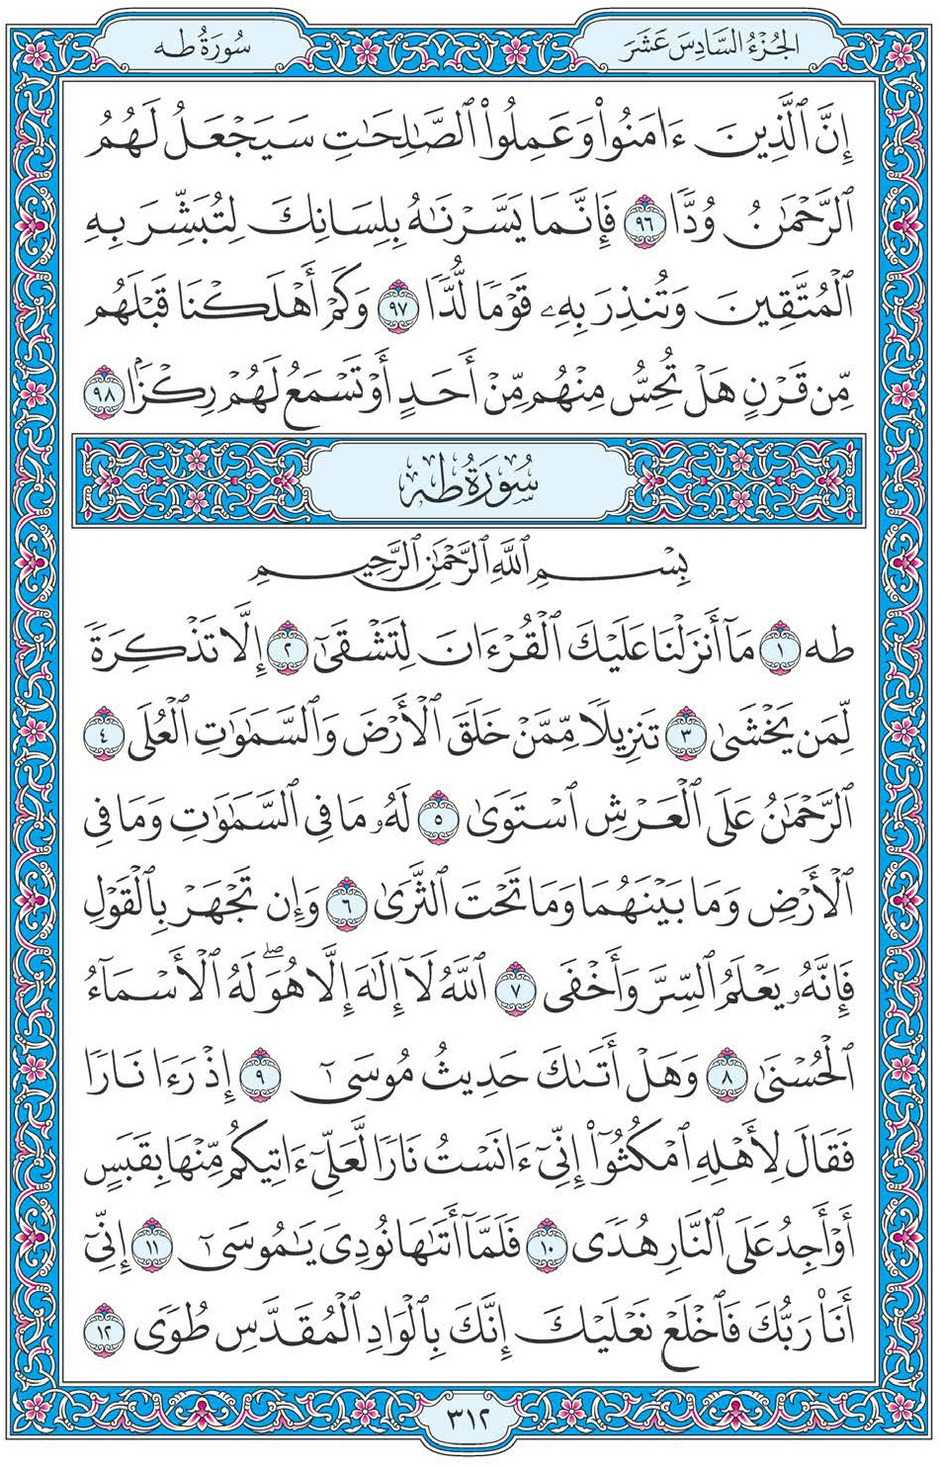 الجُزْءُ السَّادِسَ عَشَرَ
سُورَةُ طه
إِنَّ ٱلَّذِينَ ءَامَنُواْ وَعَمِلُواْ ٱلصَّٰلِحَٰتِ سَيَجْعَلُ لَهُمُ
ٱلرَّحْمَٰنُ وُدًّا ٩٦ فَإِنَّمَا يَسَّرْنَٰهُ بِلِسَانِكَ لِتُبَشِّرَ بِهِ
ٱلْمُتَّقِينَ وَتُنذِرَ بِهِۦ قَوْمًا لُّدًّا ٩٧ وَكَمْ أَهْلَكْنَا قَبْلَهُم
مِّن قَرْنٍ هَلْ تُحِسُّ مِنْهُم مِّنْ أَحَدٍ أَوْ تَسْمَعُ لَهُمْ رِكْزَۢا ٩٨
سُورَةُ طه
بِسْمِ ٱللَّهِ ٱلرَّحْمَٰنِ ٱلرَّحِيمِ
طه ١ مَآ أَنزَلْنَا عَلَيْكَ ٱلْقُرْءَانَ لِتَشْقَىٰٓ ٢ إِلَّا تَذْكِرَةً
لِّمَن يَخْشَىٰ ٣ تَنزِيلًا مِّمَّنْ خَلَقَ ٱلْأَرْضَ وَٱلسَّمَٰوَٰتِ ٱلْعُلَى ٤
ٱلرَّحْمَٰنُ عَلَى ٱلْعَرْشِ ٱسْتَوَىٰ ٥ لَهُۥ مَا فِي ٱلسَّمَٰوَٰتِ وَمَا فِي
ٱلْأَرْضِ وَمَا بَيْنَهُمَا وَمَا تَحْتَ ٱلثَّرَىٰ ٦ وَإِن تَجْهَرْ بِٱلْقَوْلِ
فَإِنَّهُۥ يَعْلَمُ ٱلسِّرَّ وَأَخْفَى ٧ ٱللَّهُ لَآ إِلَٰهَ إِلَّا هُوَۖ لَهُ ٱلْأَسْمَآءُ
ٱلْحُسْنَىٰ ٨ وَهَلْ أَتَىٰكَ حَدِيثُ مُوسَىٰٓ ٩ إِذْ رَءَا نَارًا
فَقَالَ لِأَهْلِهِ ٱمْكُثُوٓاْ إِنِّيٓ ءَانَسْتُ نَارًا لَّعَلِّيٓ ءَاتِيكُم مِّنْهَا بِقَبَسٍ
أَوْ أَجِدُ عَلَى ٱلنَّارِ هُدًى ١٠ فَلَمَّآ أَتَىٰهَا نُودِيَ يَٰمُوسَىٰٓ ١١ إِنِّيٓ
أَنَا۠ رَبُّكَ فَٱخْلَعْ نَعْلَيْكَ إِنَّكَ بِٱلْوَادِ ٱلْمُقَدَّسِ طُوًى ١٢
٣١٢